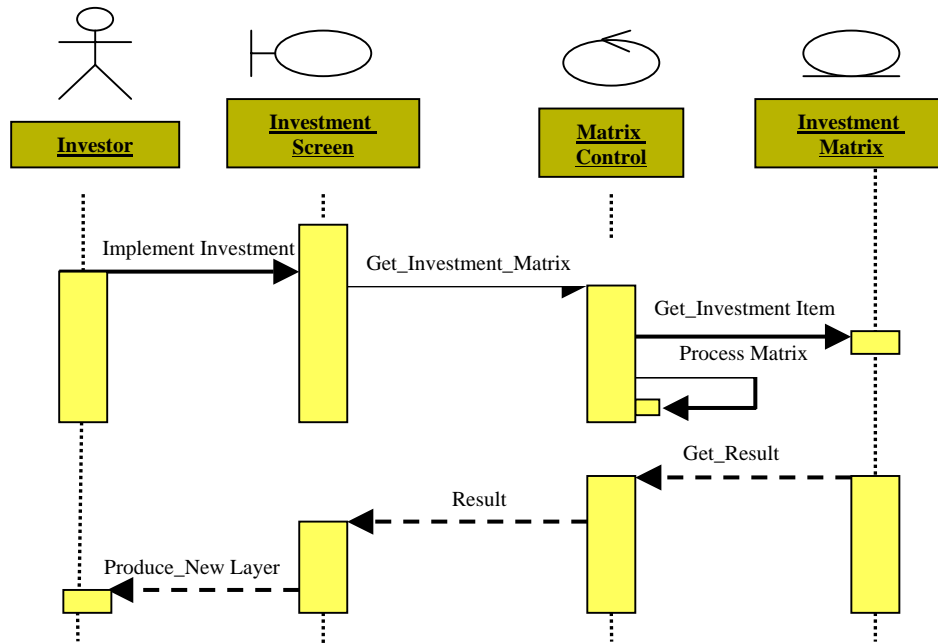 Investor
Investment
Screen
Matrix
Control
Investment
Matrix
Implement Investment
Get_Investment_Matrix
Get_Investment Item
Process Matrix
Get_Result
Result
Produce_New Layer